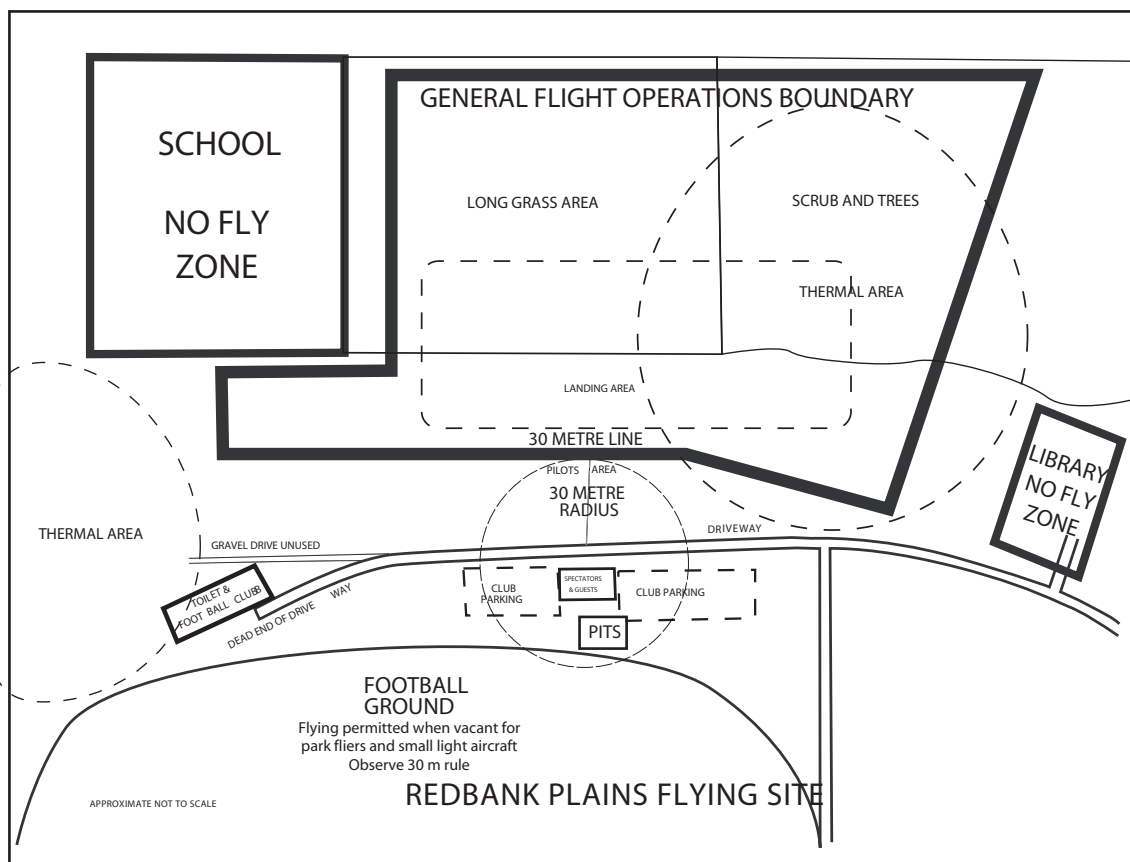 GENERAL FLIGHT OPERATIONS BOUNDARY
SCHOOL
NO FLY
ZONE
LONG GRASS AREA
SCRUB AND TREES
THERMAL AREA
LANDING AREA
30 METRE LINE
PILOTS AREA
30 METRE
RADIUS
LIBRARY
NO FLY
ZONE
THERMAL AREA
GRAVEL DRIVE UNUSED
DRIVEWAY
TOILET &
FOOT BALL CLUBB
DEAD END OF DRIVE WAY
CLUB
PARKING
SPECTATORS
& GUESTS
CLUB PARKING
PITS
FOOTBALL
GROUND
Flying permitted when vacant for
park fliers and small light aircraft
Observe 30 m rule
APPROXIMATE NOT TO SCALE
REDBANK PLAINS FLYING SITE